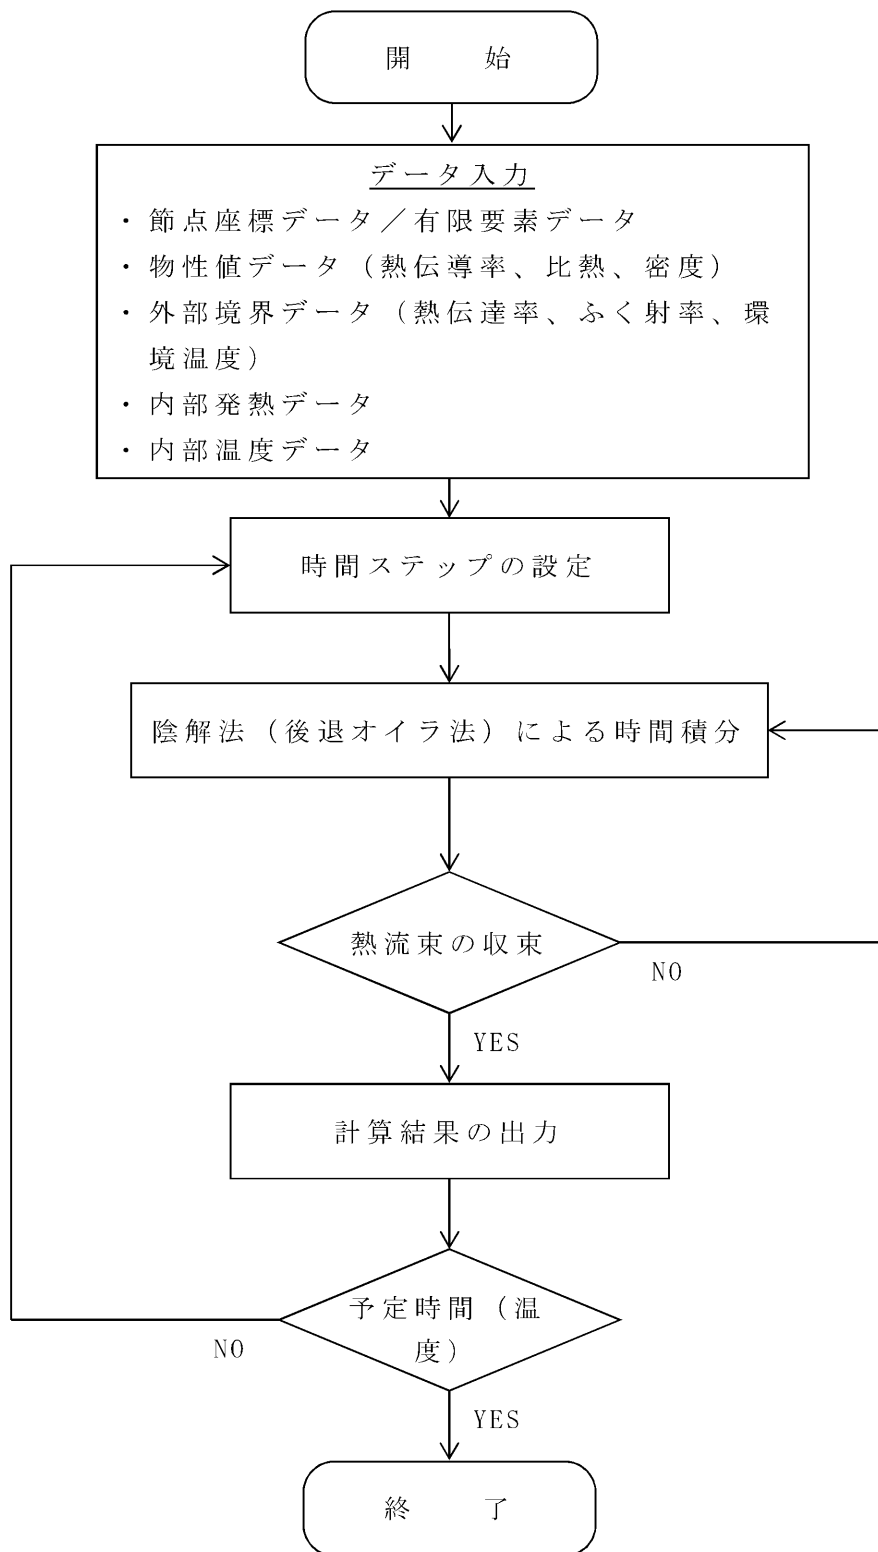 開　始
データ入力
・節点座標データ／有限要素データ
・物性値データ（熱伝導率、比熱、密度）
・外部境界データ（熱伝達率、ふく射率、環
境温度）
・内部発熱データ
・内部温度データ
時間ステップの設定
陰解法（後退オイラ法）による時間積分
熱流束の収束
NO
YES
計算結果の出力
予定時間（温
度）
NO
YES
終　了